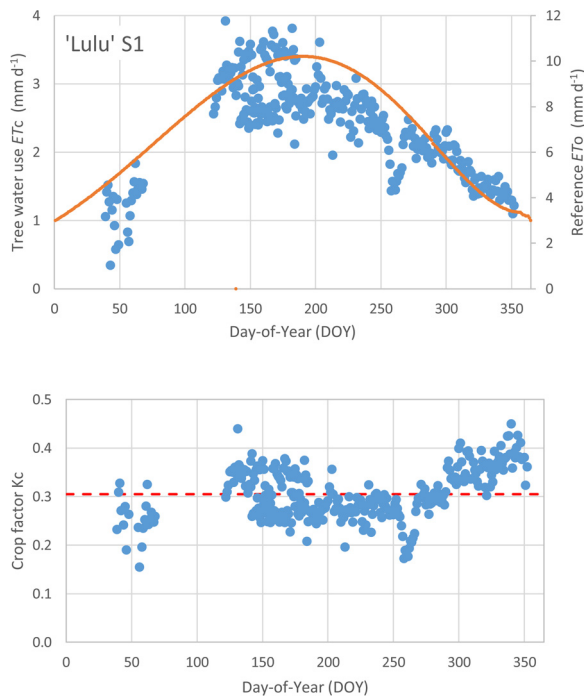 'Lulu' S1
Tree water use ETc (mm d⁻¹)
4
3
2
1
0
12
10
8
6
4
2
0
Reference ETo (mm d⁻¹)
0 50 100 150 200 250 300 350
Day-of-Year (DOY)
Crop factor Kc
0.5
0.4
0.3
0.2
0.1
0.0
0 50 100 150 200 250 300 350
Day-of-Year (DOY)